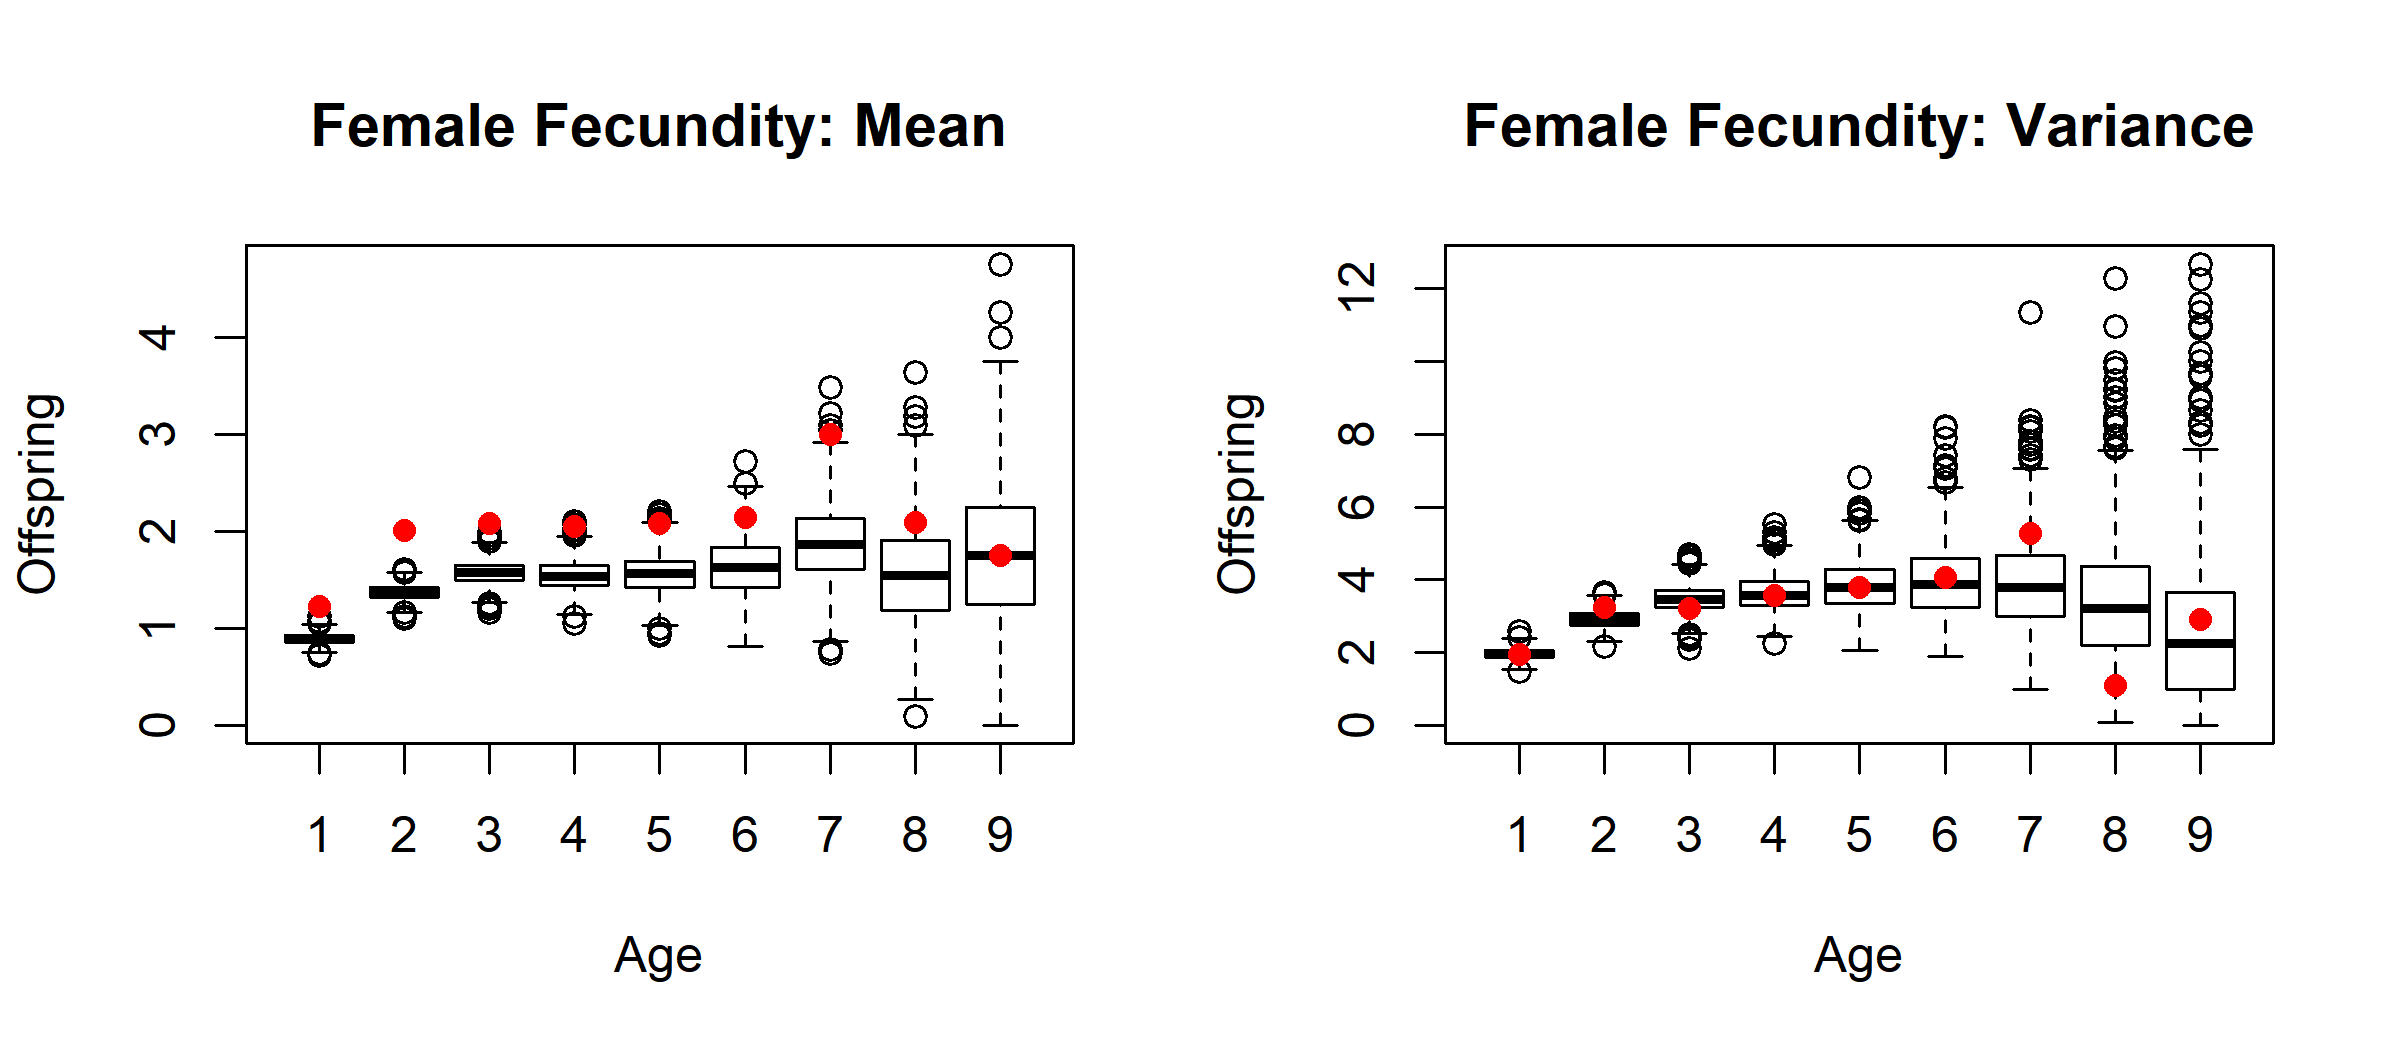 Female Fecundity: Mean
Offspring
4
3
2
1
0
1 2 3 4 5 6 7 8 9
Age
Female Fecundity: Variance
Offspring
12
8
6
4
2
0
1 2 3 4 5 6 7 8 9
Age